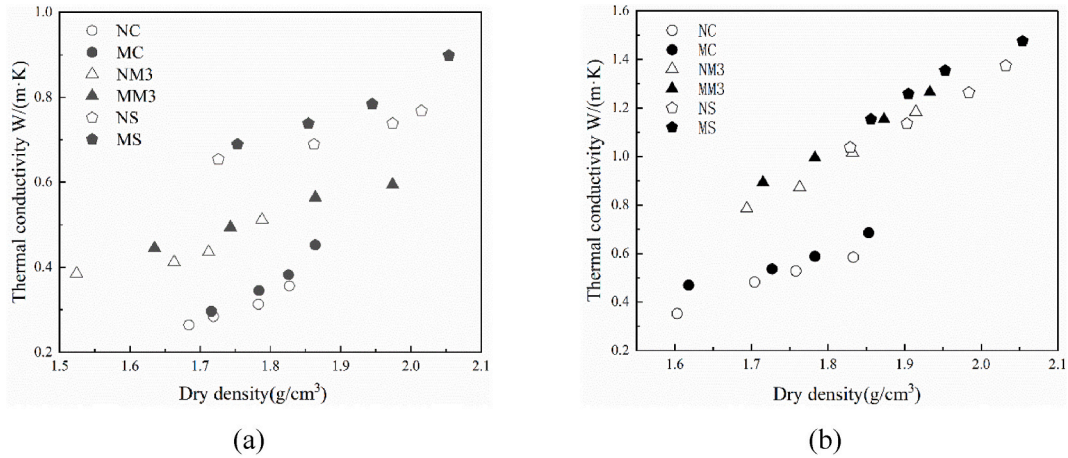 1.0
0.8
0.6
0.4
0.2
Thermal conductivity W/(m·K)
NC
MC
NM3
MM3
NS
MS
1.5 1.6 1.7 1.8 1.9 2.0 2.1
Dry density(g/cm³)
(a)
1.6
1.4
1.2
1.0
0.8
0.6
0.4
0.2
Thermal conductivity W/(m·K)
NC
MC
NM3
MM3
NS
MS
1.6 1.7 1.8 1.9 2.0 2.1
Dry density(g/cm³)
(b)